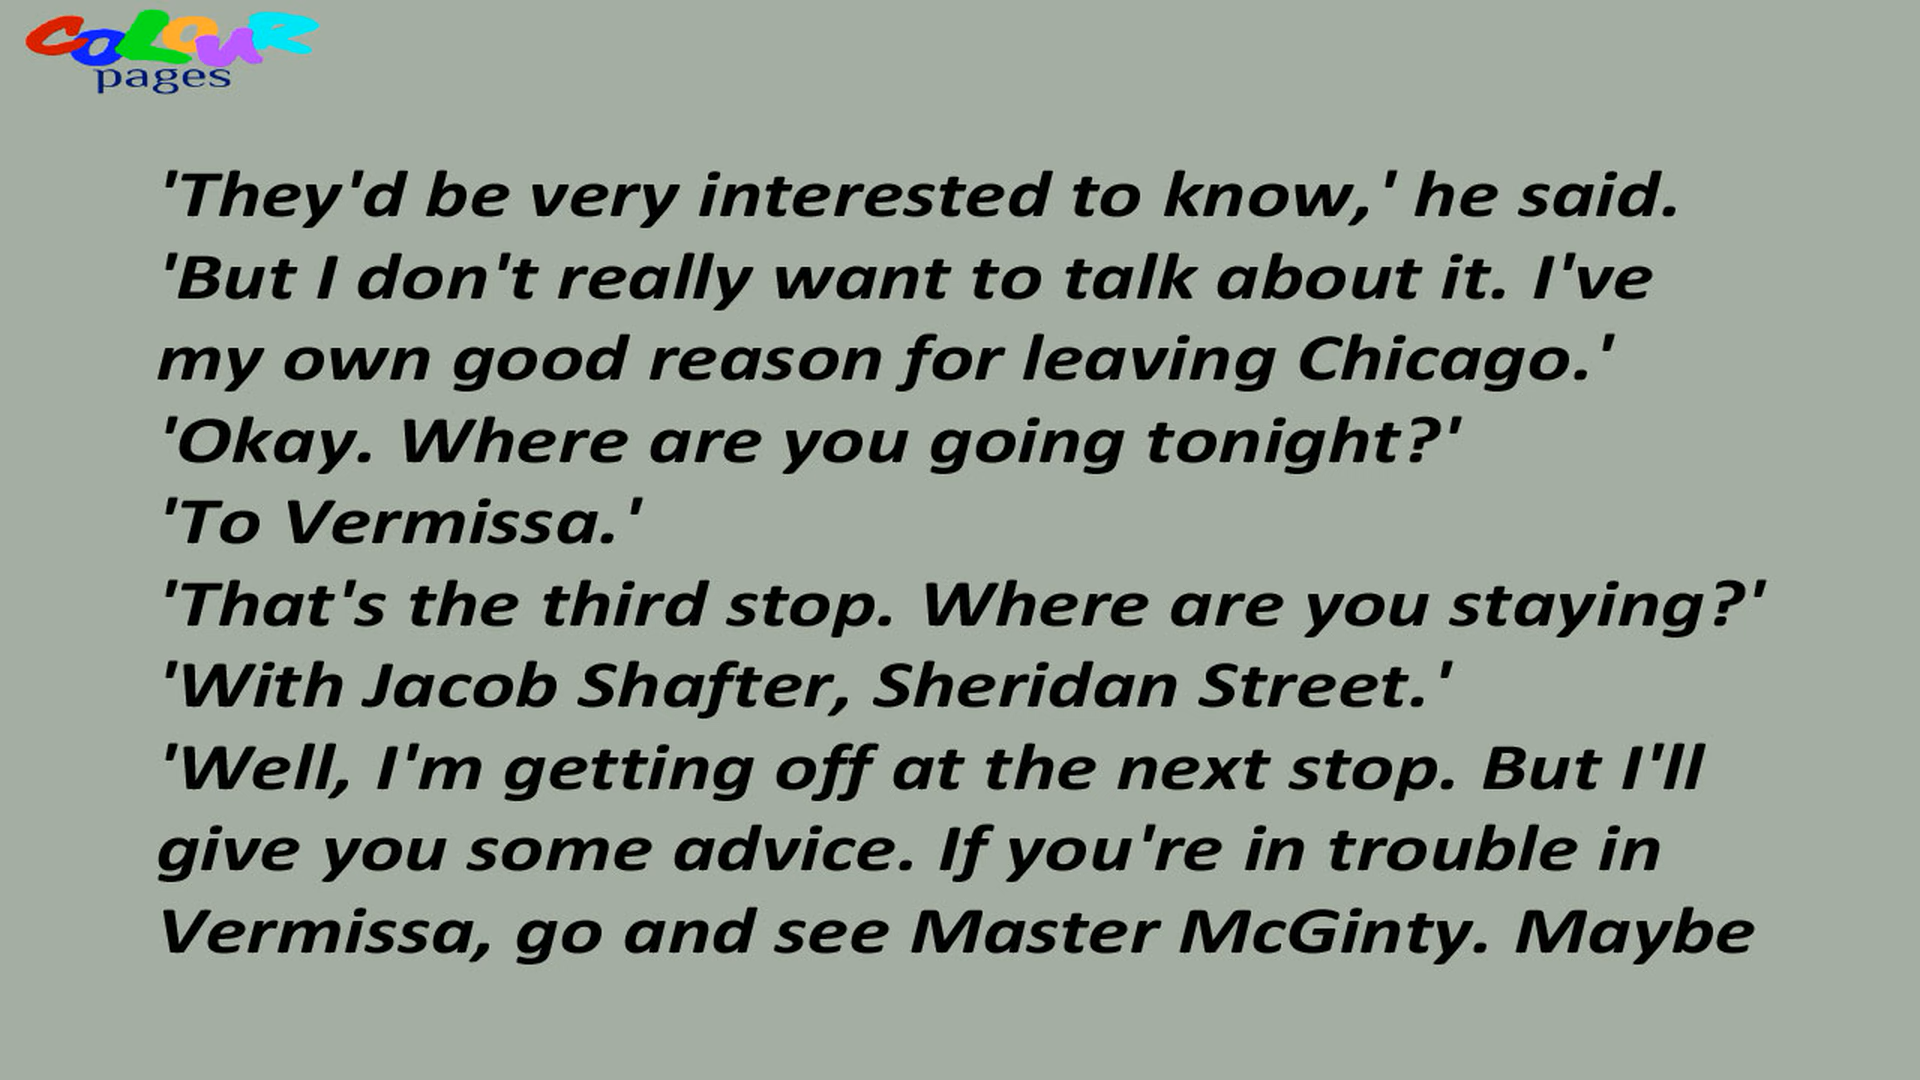 COLOUR
pages
'They'd be very interested to know,' he said.
'But I don't really want to talk about it. I've
my own good reason for leaving Chicago.'
'Okay. Where are you going tonight?'
'To Vermissa.'
'That's the third stop. Where are you staying?'
'With Jacob Shafter, Sheridan Street.'
'Well, I'm getting off at the next stop. But I'll
give you some advice. If you're in trouble in
Vermissa, go and see Master McGinty. Maybe